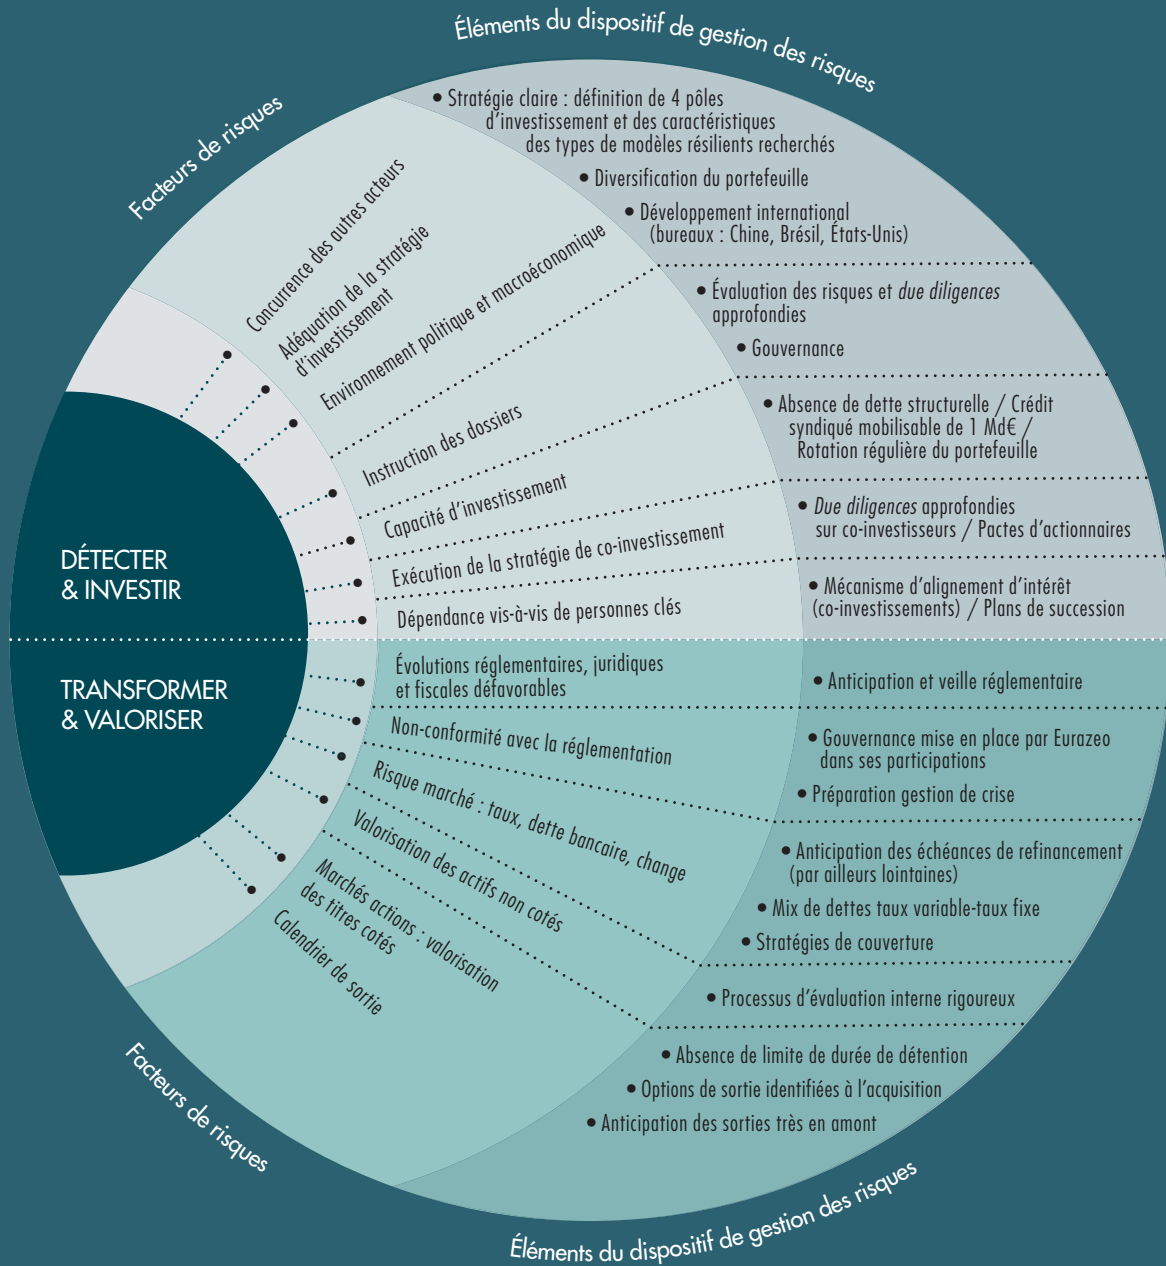 Éléments du dispositif de gestion des risques
Facteurs de risques
• Stratégie claire : définition de 4 pôles
d'investissement et des caractéristiques
des types de modèles résilients recherchés
• Diversification du portefeuille
• Développement international
(bureaux : Chine, Brésil, États-Unis)
Concurrence des autres acteurs
Adéquation de la stratégie
d'investissement
Environnement politique et macroéconomique
• Évaluation des risques et due diligences
approfondies
• Gouvernance
Instruction des dossiers
• Absence de dette structurelle / Crédit
syndiqué mobilisable de 1 Md€ /
Rotation régulière du portefeuille
Capacité d'investissement
• Due diligences approfondies
sur co-investisseurs / Pactes d'actionnaires
Exécution de la stratégie de co-investissement
• Mécanisme d'alignement d'intérêt
(co-investissements) / Plans de succession
Dépendance vis-à-vis de personnes clés
DÉTECTER
& INVESTIR
TRANSFORMER
& VALORISER
Évolutions réglementaires, juridiques
et fiscales défavorables
• Anticipation et veille réglementaire
Non-conformité avec la réglementation
• Gouvernance mise en place par Eurazeo
dans ses participations
• Préparation gestion de crise
Risque marché : taux, dette bancaire, change
• Anticipation des échéances de refinancement
(par ailleurs lointaines)
• Mix de dettes taux variable-taux fixe
• Stratégies de couverture
Valorisation des actifs non cotés
• Processus d'évaluation interne rigoureux
Marchés actions : valorisation
des titres cotés
Calendrier de sortie
• Absence de limite de durée de détention
• Options de sortie identifiées à l'acquisition
• Anticipation des sorties très en amont
Facteurs de risques
Éléments du dispositif de gestion des risques